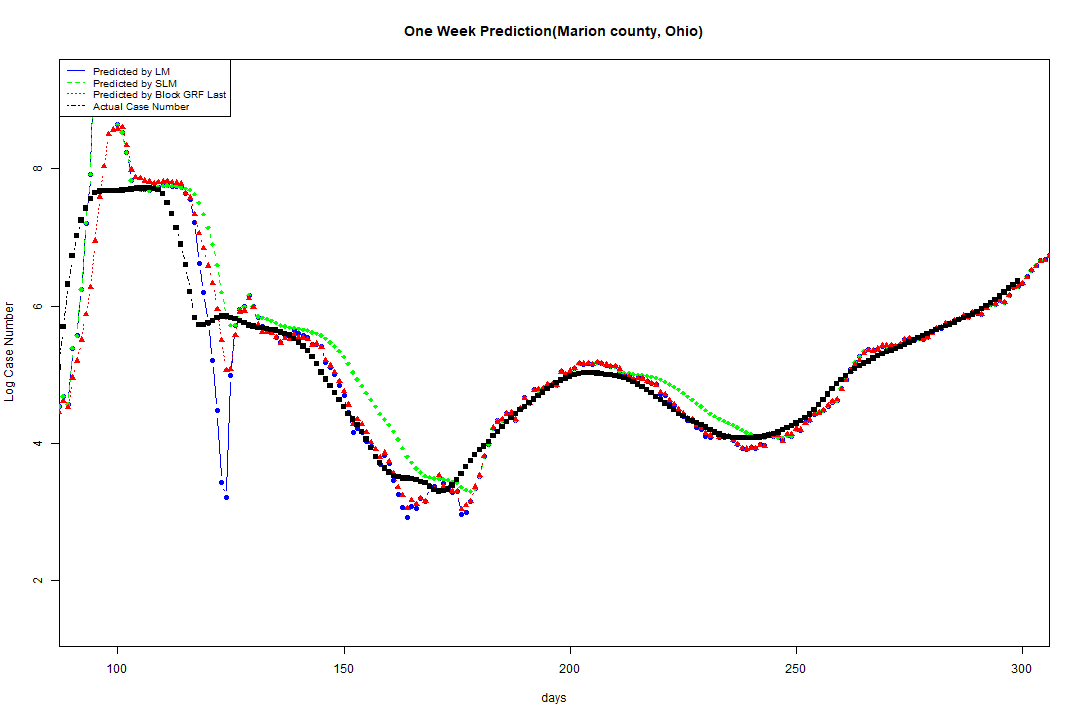 One Week Prediction(Marion county, Ohio)
Predicted by LM
Predicted by SLM
Predicted by Block GRF Last
Actual Case Number
8
6
4
2
Log Case Number
100 150 200 250 300
days